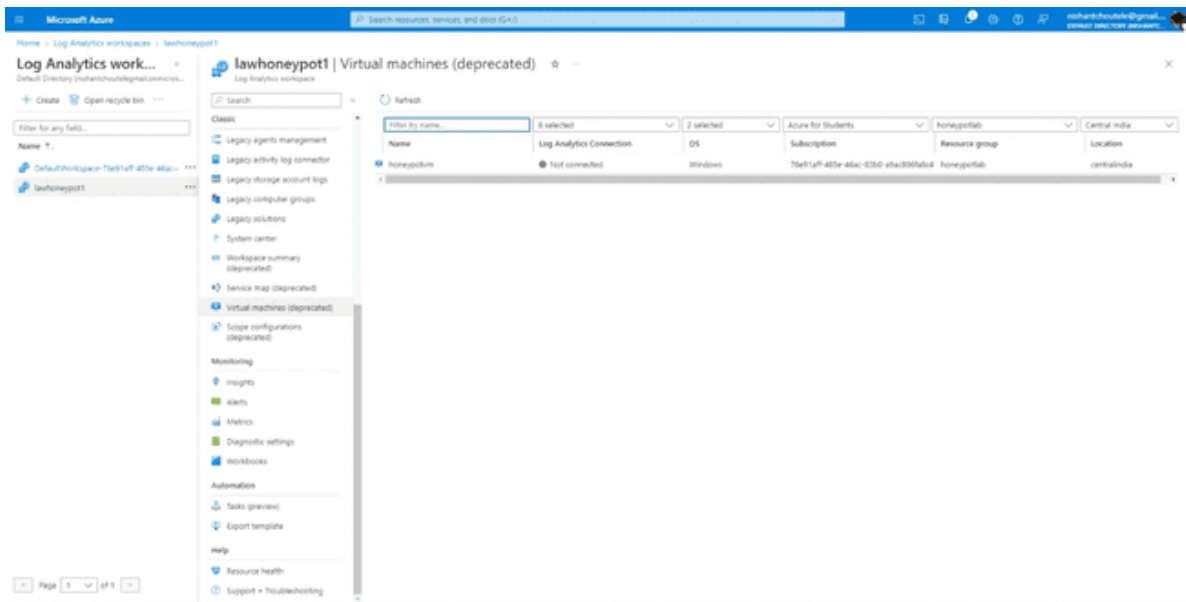 Microsoft Azure
Search resources, services, and docs (G+/)
Home > Log Analytics workspaces > lawhoneypot1
Log Analytics work...
+ Create
Open recycle bin
Filter for any field...
Name ↑
lawhoneypot1
Page 1 of 1
lawhoneypot1 | Virtual machines (deprecated)
Log Analytics workspace
Search
Classic
Legacy agents management
Legacy activity log connector
Legacy storage account logs
Legacy computer groups
Legacy solutions
System center
Workspace summary
(deprecated)
Service map (deprecated)
Virtual machines (deprecated)
Scope configurations
(deprecated)
Monitoring
Insights
Alerts
Metrics
Diagnostic settings
Workbooks
Automation
Tasks (preview)
Export template
Help
Resource health
Support + Troubleshooting
Refresh
Filter by name... 6 selected 2 selected Azure for Students honeypotlab Central India
Name Log Analytics Connection OS Subscription Resource group Location
honeypotvm Not connected Windows honeypotlab centralindia